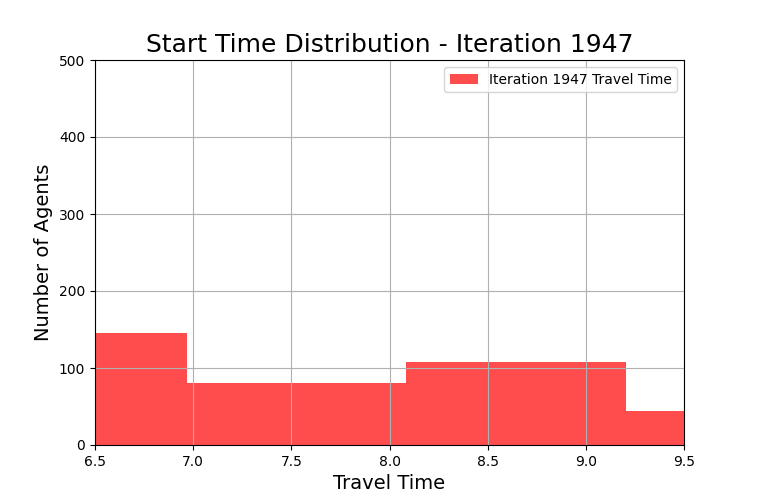 Start Time Distribution - Iteration 1947
500
Iteration 1947 Travel Time
400
300
200
100
0
Number of Agents
6.5 7.0 7.5 8.0 8.5 9.0 9.5
Travel Time